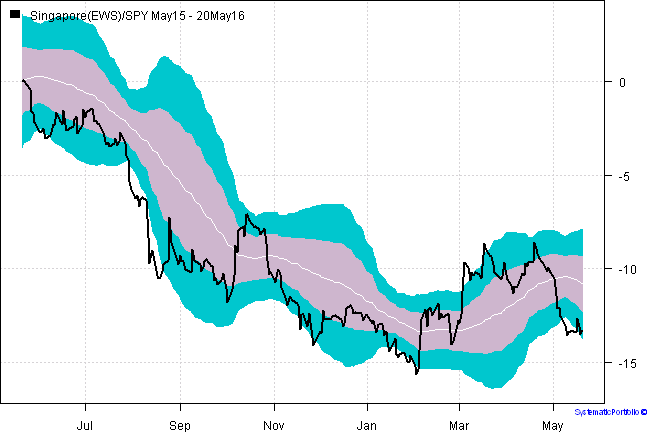 Singapore(EWS)/SPY May15 - 20May16
0
-5
-10
-15
Jul Sep Nov Jan Mar May
SystematicPortfolio ©